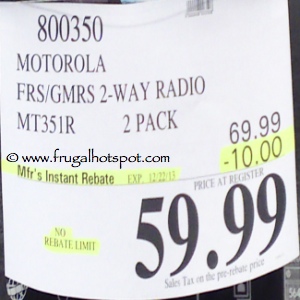 800350
MOTOROLA
FRS/GMRS 2-WAY RADIO
MT351R 2 PACK
69.99
www.frugalhotspot.com
-10.00
Mfr's Instant Rebate EXP. 12/22/13
PRICE AT REGISTER
59.99
NO
REBATE LIMIT
Sales Tax on the pre-rebate price